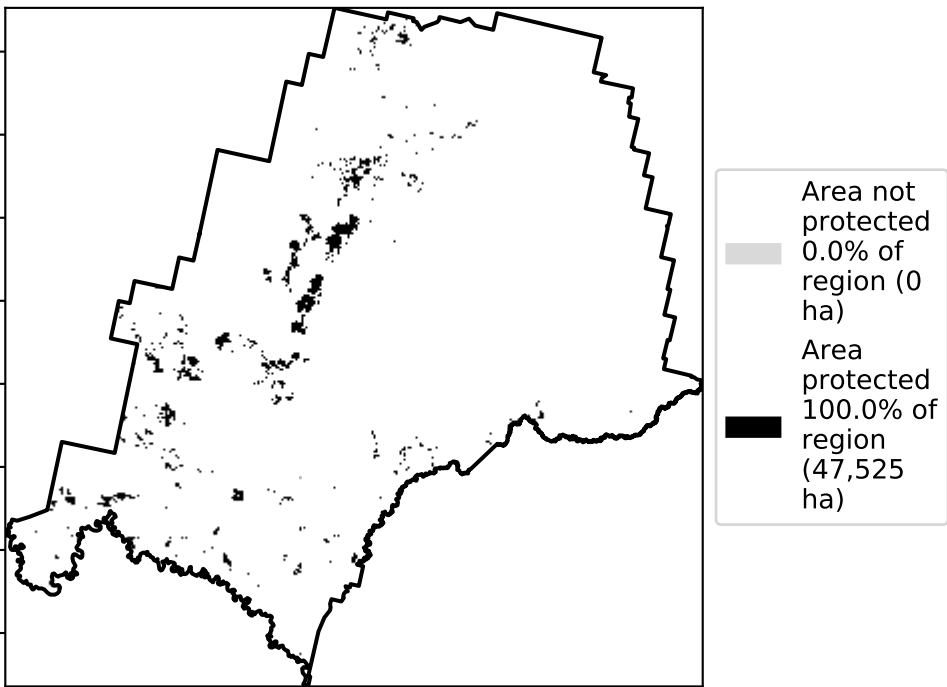 Area not
protected
0.0% of
region (0
ha)
Area
protected
100.0% of
region
(47,525
ha)